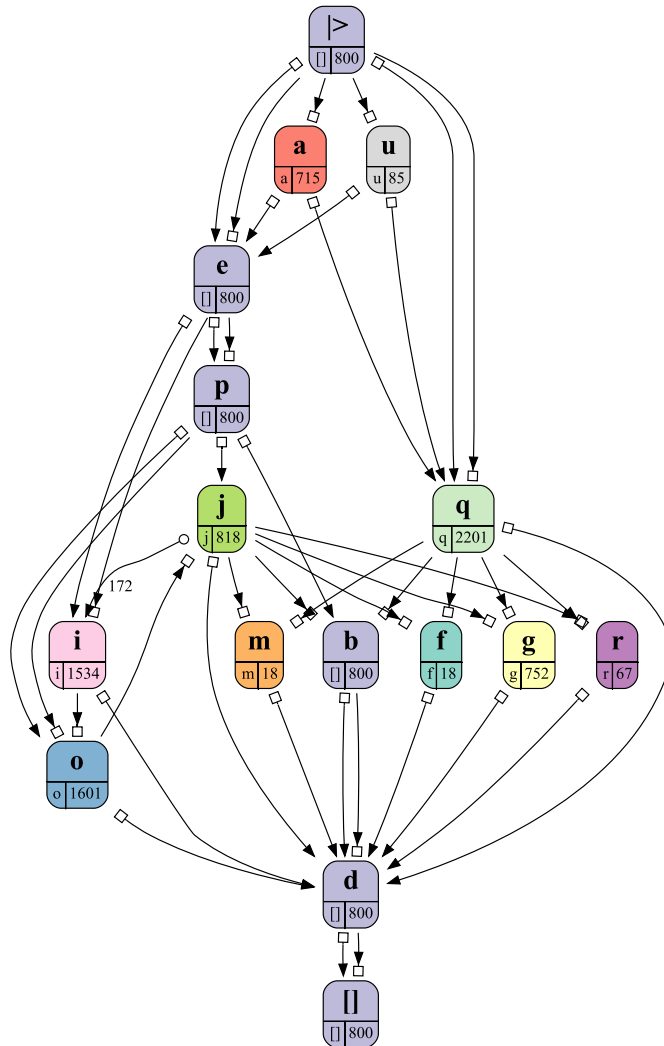 |>
[] 800
a
a 715
u
u 85
e
[] 800
p
[] 800
j
j 818
q
q 2201
172
i
i 1534
m
m 18
b
[] 800
f
f 18
g
g 752
r
r 67
o
o 1601
d
[] 800
[]
[] 800